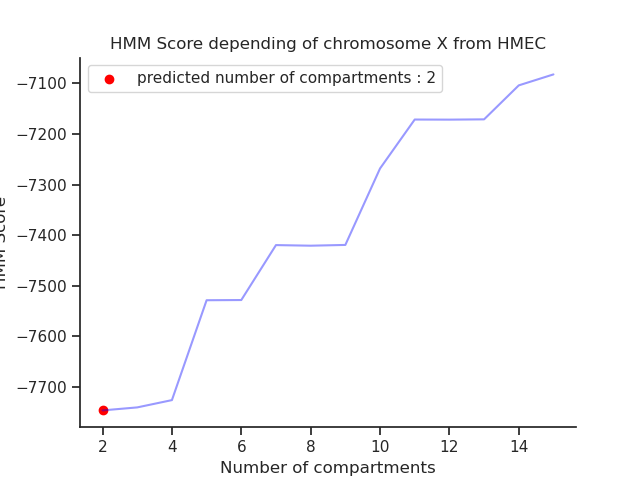 HMM Score depending of chromosome X from HMEC
predicted number of compartments : 2
−7100
−7200
−7300
−7400
−7500
−7600
−7700
HMM Score
2 4 6 8 10 12 14
Number of compartments